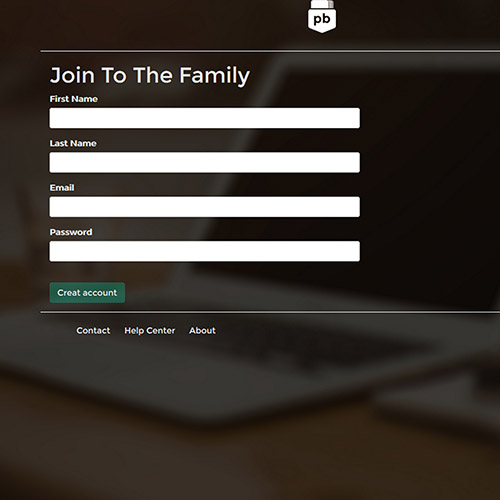 pb
Join To The Family
First Name
Last Name
Email
Password
Creat account
Contact Help Center About